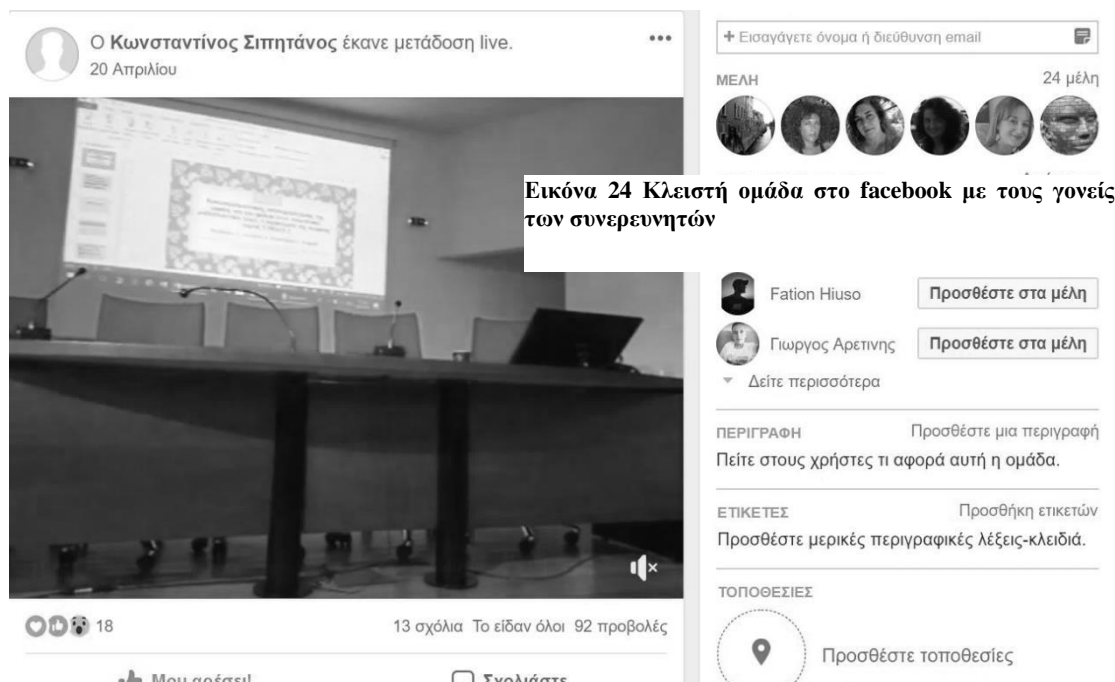 Ο Κωνσταντίνος Σιπητάνος έκανε μετάδοση live.
20 Απριλίου
18
13 σχόλια Το είδαν όλοι 92 προβολές
Μου αρέσει!
Σχολιάστε
+ Εισαγάγετε όνομα ή διεύθυνση email
ΜΕΛΗ
24 μέλη
Εικόνα 24 Κλειστή ομάδα στο facebook με τους γονείς
των συνερευνητών
Fation Hiuso
Προσθέστε στα μέλη
Γιωργος Αρετινης
Προσθέστε στα μέλη
Δείτε περισσότερα
ΠΕΡΙΓΡΑΦΗ
Προσθέστε μια περιγραφή
Πείτε στους χρήστες τι αφορά αυτή η ομάδα.
ΕΤΙΚΕΤΕΣ
Προσθήκη ετικετών
Προσθέστε μερικές περιγραφικές λέξεις-κλειδιά.
ΤΟΠΟΘΕΣΙΕΣ
Προσθέστε τοποθεσίες